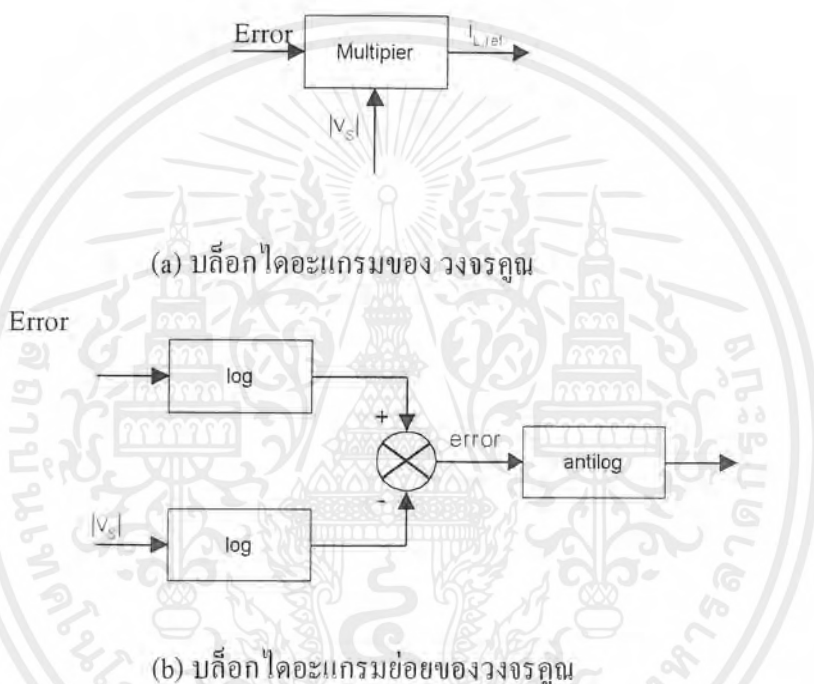 Error
Multipier
i_L,ref
|V_S|
(a) บล็อกไดอะแกรมของ วงจรคูณ
Error
log
+
error
antilog
-
|V_S|
log
(b) บล็อกไดอะแกรมย่อยของวงจรคูณ